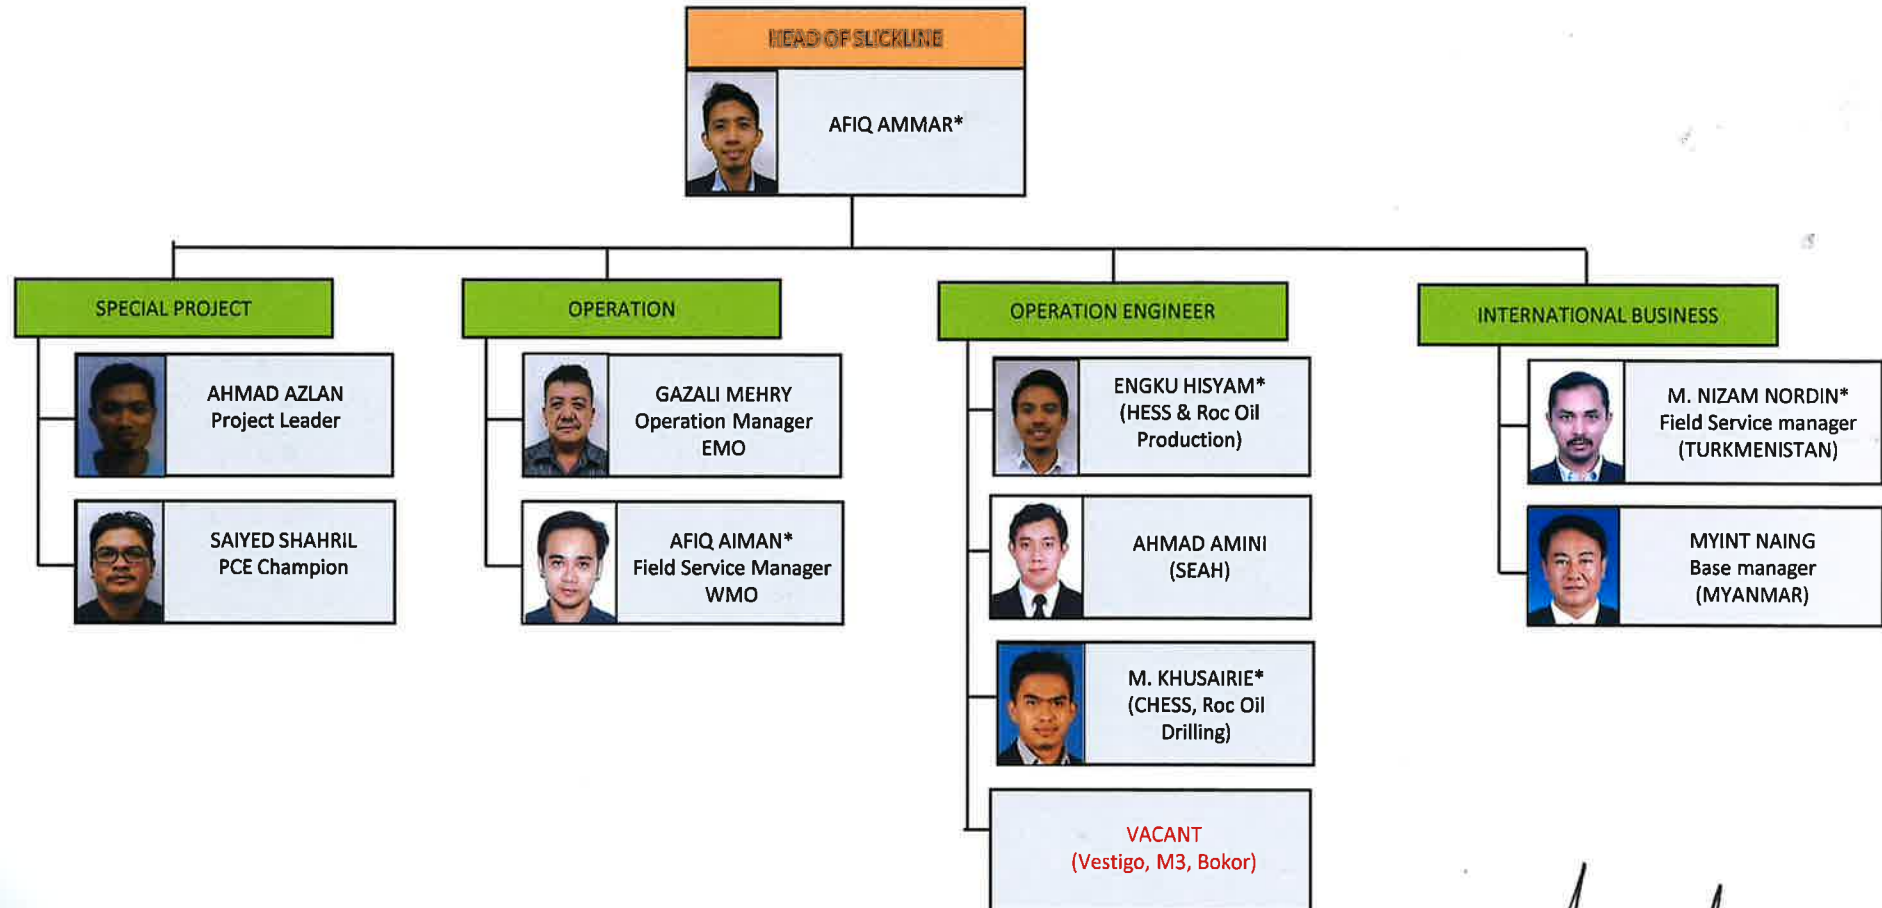 HEAD OF SLICKLINE
AFIQ AMMAR*
SPECIAL PROJECT
AHMAD AZLAN
Project Leader
SAIYED SHAHRIL
PCE Champion
OPERATION
GAZALI MEHRY
Operation Manager
EMO
AFIQ AIMAN*
Field Service Manager
WMO
OPERATION ENGINEER
ENGKU HISYAM*
(HESS & Roc Oil
Production)
AHMAD AMINI
(SEAH)
M. KHUSAIRIE*
(CHESS, Roc Oil
Drilling)
VACANT
(Vestigo, M3, Bokor)
INTERNATIONAL BUSINESS
M. NIZAM NORDIN*
Field Service manager
(TURKMENISTAN)
MYINT NAING
Base manager
(MYANMAR)